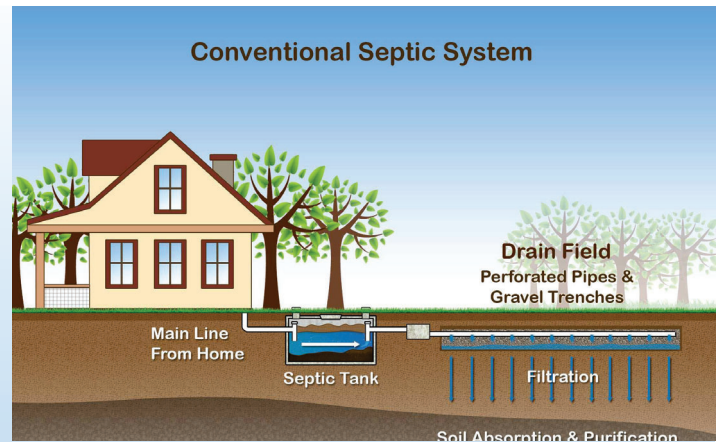 Conventional Septic System
Drain Field
Perforated Pipes &
Gravel Trenches
Main Line
From Home
Septic Tank
Filtration
Soil Absorption & Purification